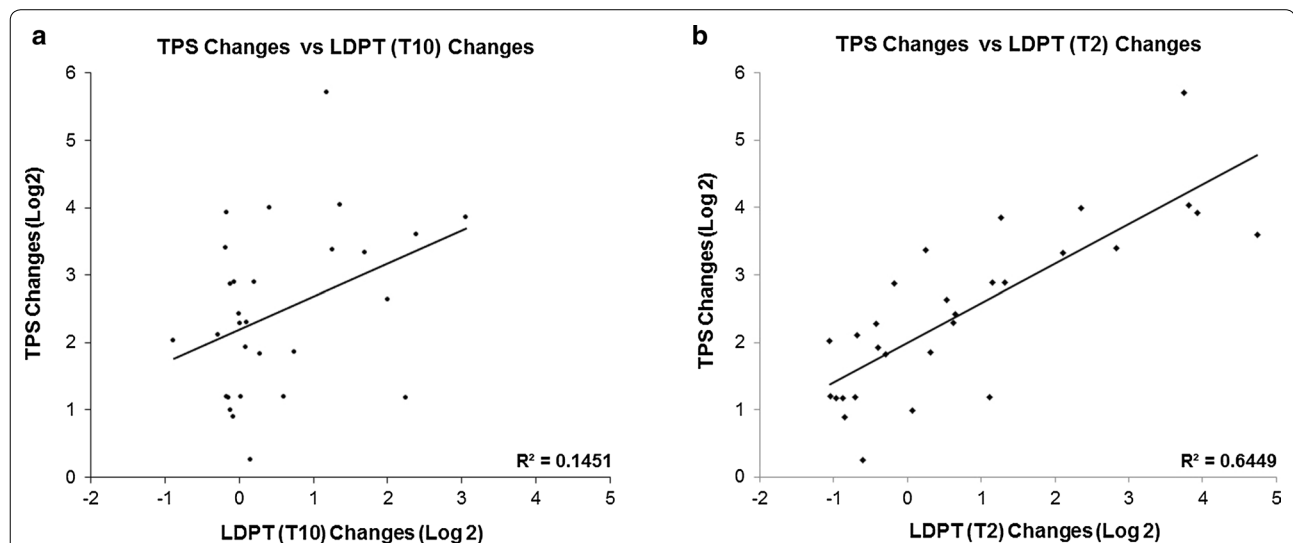 a
TPS Changes vs LDPT (T10) Changes
6
5
4
3
2
1
0
TPS Changes (Log2)
-2 -1 0 1 2 3 4 5
LDPT (T10) Changes (Log 2)
R² = 0.1451
b
TPS Changes vs LDPT (T2) Changes
6
5
4
3
2
1
0
TPS Changes (Log 2)
-2 -1 0 1 2 3 4 5
LDPT (T2) Changes (Log 2)
R² = 0.6449